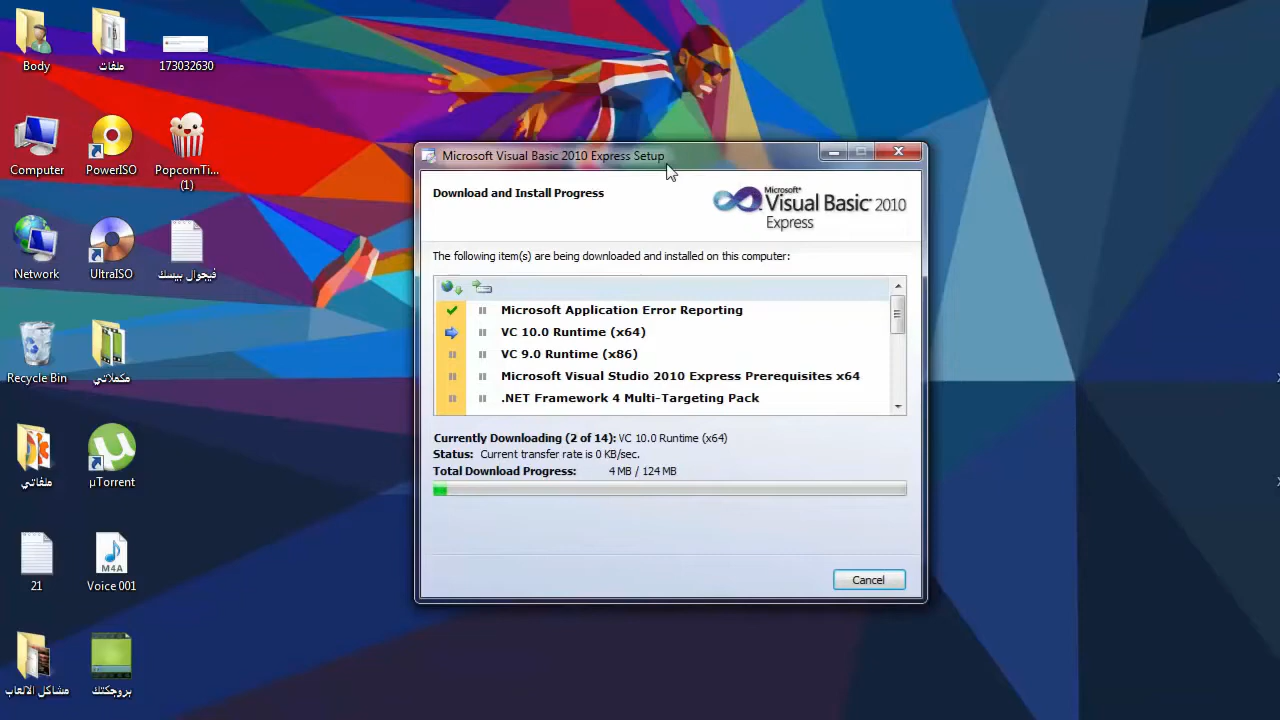 Body
ملفات
173032630
Computer
PowerISO
PopcornTi...
(1)
Network
UltraISO
فيجوال بيسك
Recycle Bin
مكملاتي
ملفاتي
µTorrent
21
M4A
Voice 001
مشاكل الالعاب
بروجكتك
Microsoft Visual Basic 2010 Express Setup
Download and Install Progress
Microsoft®
Visual Basic® 2010
Express
The following item(s) are being downloaded and installed on this computer:
Microsoft Application Error Reporting
VC 10.0 Runtime (x64)
VC 9.0 Runtime (x86)
Microsoft Visual Studio 2010 Express Prerequisites x64
.NET Framework 4 Multi-Targeting Pack
Currently Downloading (2 of 14): VC 10.0 Runtime (x64)
Status: Current transfer rate is 0 KB/sec.
Total Download Progress: 4 MB / 124 MB
Cancel